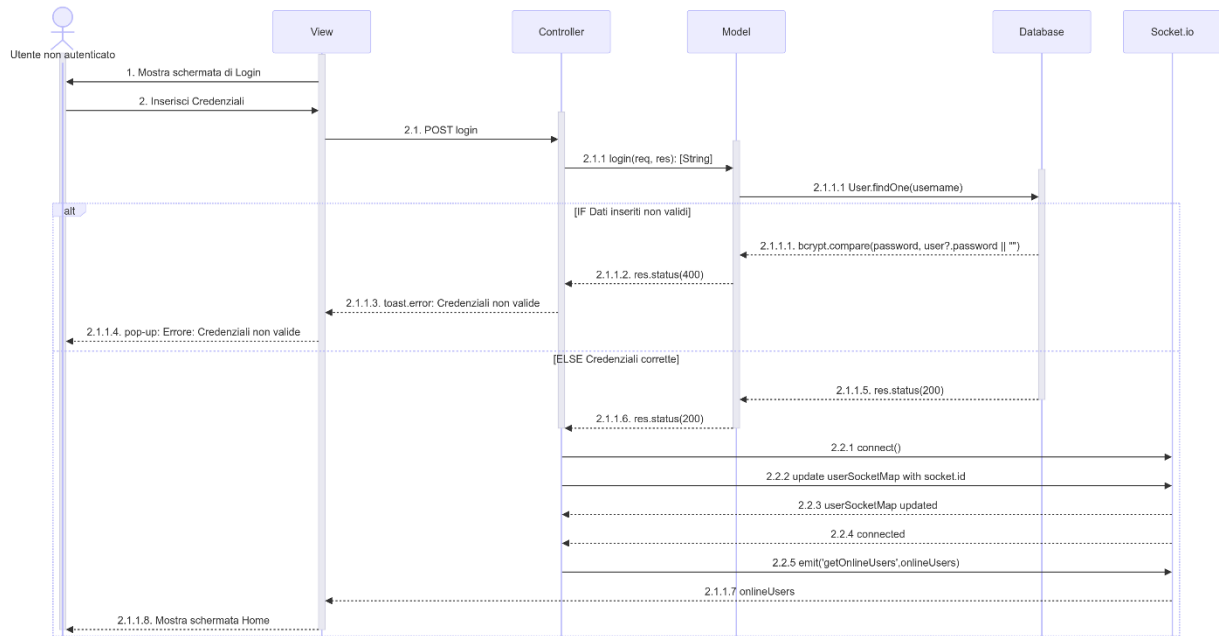 View
Controller
Model
Database
Socket.io
Utente non autenticato
1. Mostra schermata di Login
2. Inserisci Credenziali
2.1. POST login
2.1.1 login(req, res): [String]
2.1.1.1 User.findOne(username)
alt
[IF Dati inseriti non validi]
2.1.1.1. bcrypt.compare(password, user?.password || "")
2.1.1.2. res.status(400)
2.1.1.3. toast.error: Credenziali non valide
2.1.1.4. pop-up: Errore: Credenziali non valide
[ELSE Credenziali corrette]
2.1.1.5. res.status(200)
2.1.1.6. res.status(200)
2.2.1 connect()
2.2.2 update userSocketMap with socket.id
2.2.3 userSocketMap updated
2.2.4 connected
2.2.5 emit('getOnlineUsers',onlineUsers)
2.1.1.7 onlineUsers
2.1.1.8. Mostra schermata Home